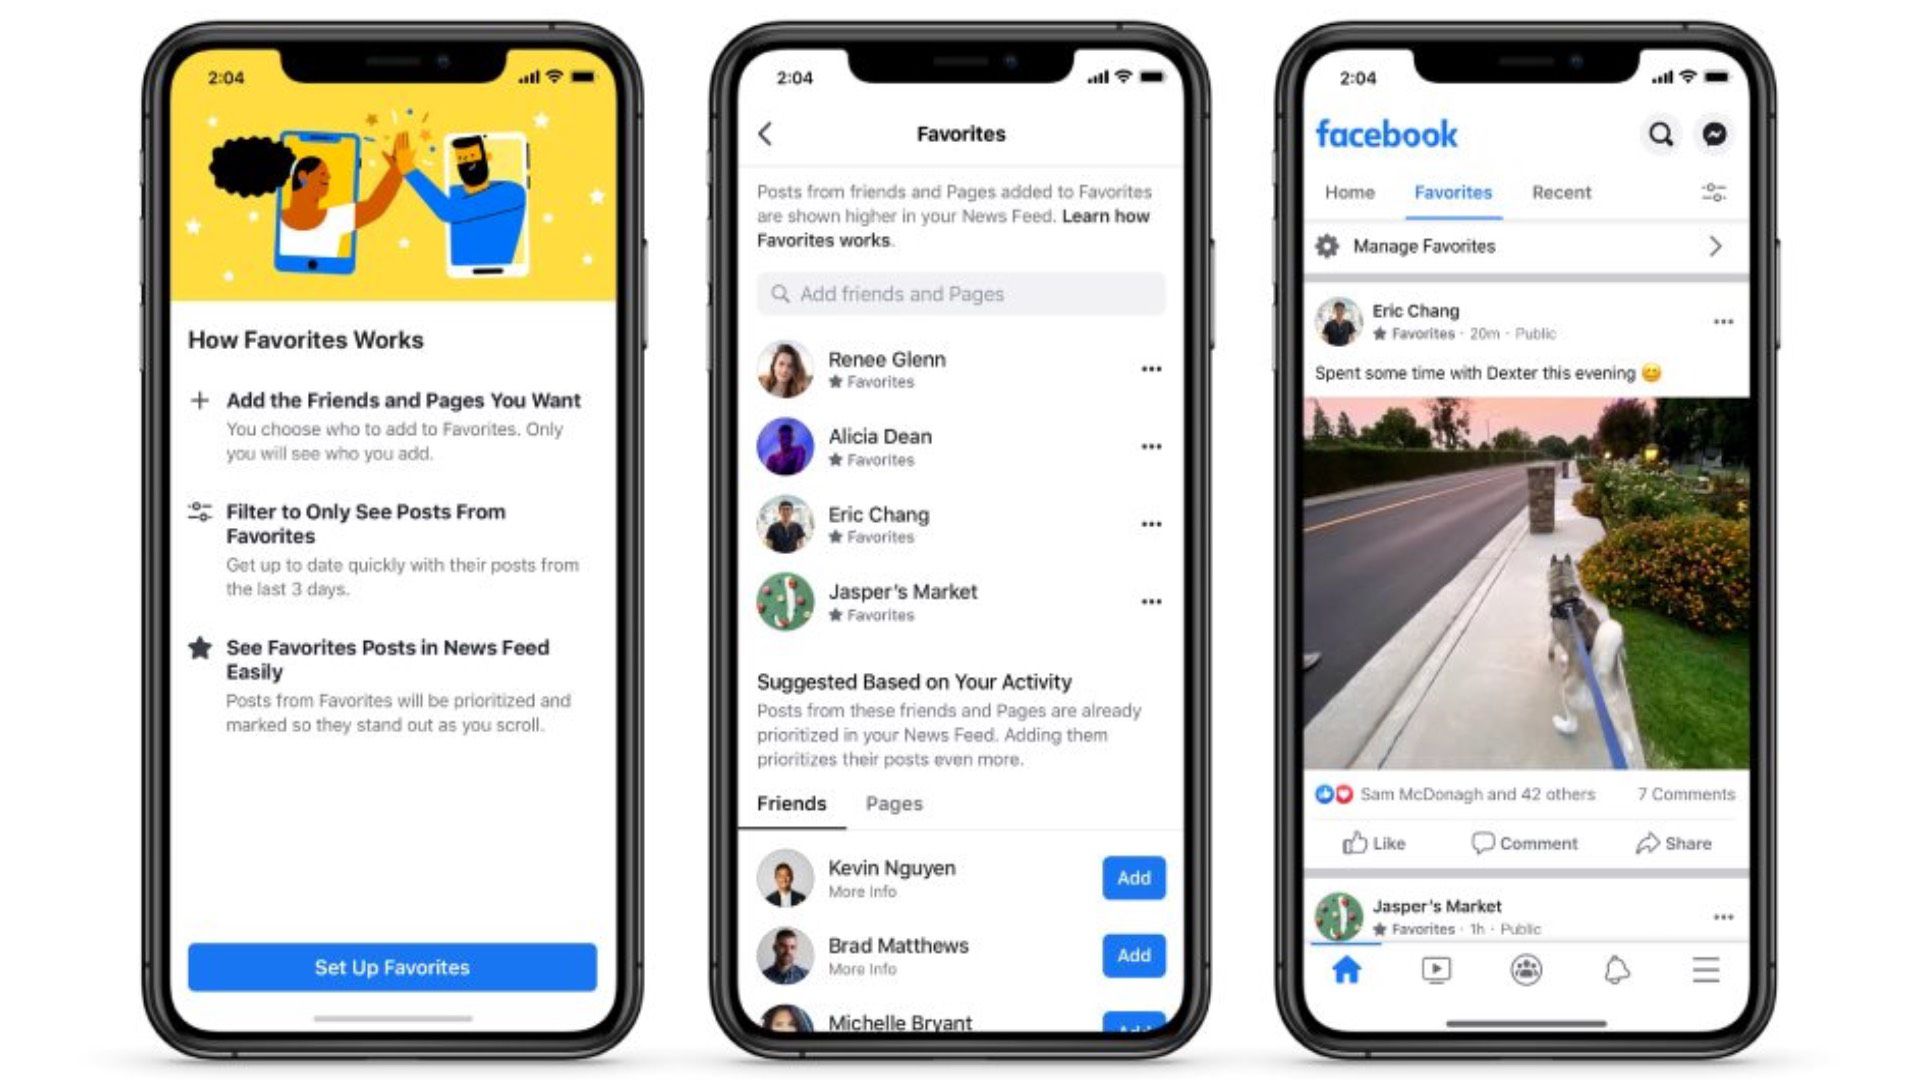 2:04
How Favorites Works
Add the Friends and Pages You Want
You choose who to add to Favorites. Only
you will see who you add.
Filter to Only See Posts From
Favorites
Get up to date quickly with their posts from
the last 3 days.
See Favorites Posts in News Feed
Easily
Posts from Favorites will be prioritized and
marked so they stand out as you scroll.
Set Up Favorites
2:04
Favorites
Posts from friends and Pages added to Favorites
are shown higher in your News Feed. Learn how
Favorites works.
Add friends and Pages
Renee Glenn
Favorites
Alicia Dean
Favorites
Eric Chang
Favorites
Jasper's Market
Favorites
Suggested Based on Your Activity
Posts from these friends and Pages are already
prioritized in your News Feed. Adding them
prioritizes their posts even more.
Friends Pages
Kevin Nguyen
More Info
Add
Brad Matthews
More Info
Add
Michelle Bryant
Add
2:04
facebook
Home Favorites Recent
Manage Favorites
Eric Chang
Favorites · 20m · Public
Spent some time with Dexter this evening 😊
Sam McDonagh and 42 others 7 Comments
Like Comment Share
Jasper's Market
Favorites · 1h · Public